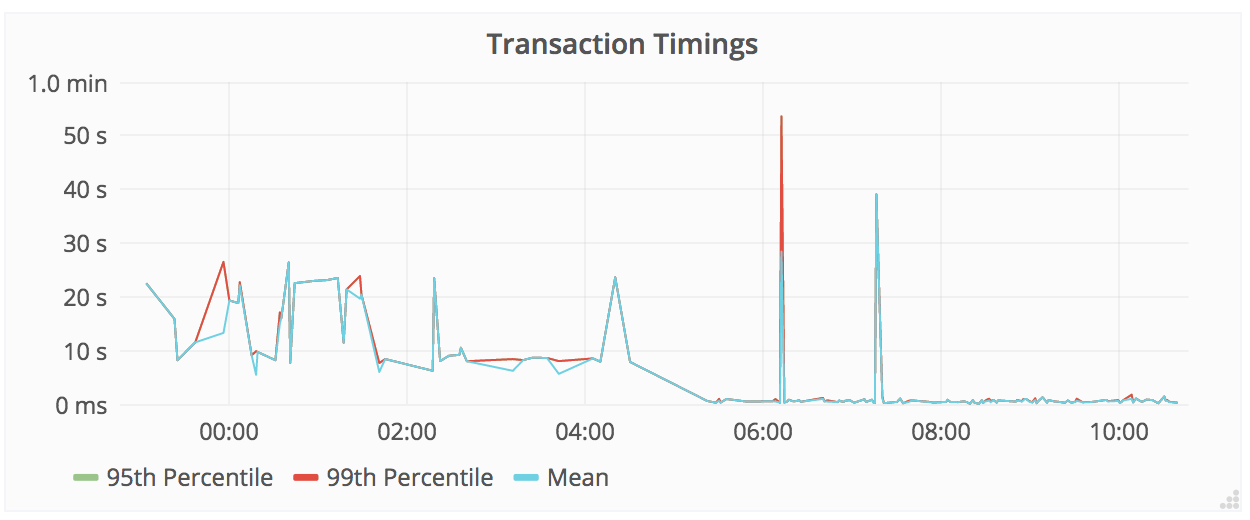 Transaction Timings
1.0 min
50 s
40 s
30 s
20 s
10 s
0 ms
00:00 02:00 04:00 06:00 08:00 10:00
95th Percentile 99th Percentile Mean